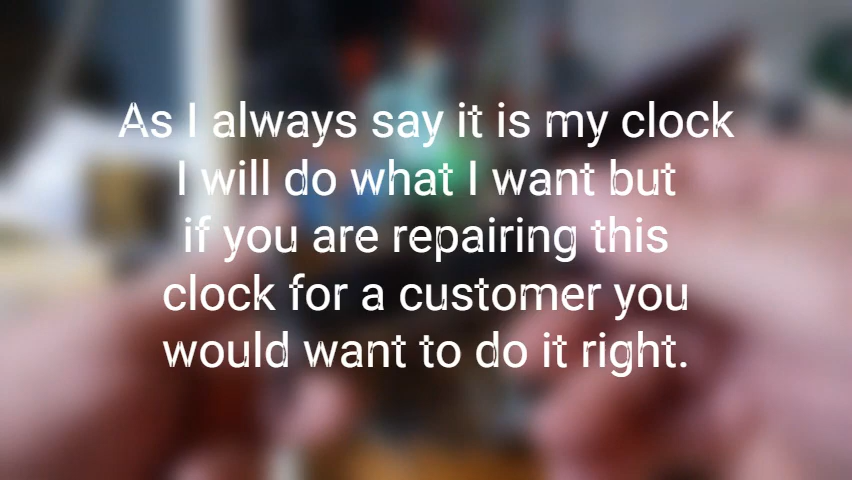 As I always say it is my clock
I will do what I want but
if you are repairing this
clock for a customer you
would want to do it right.